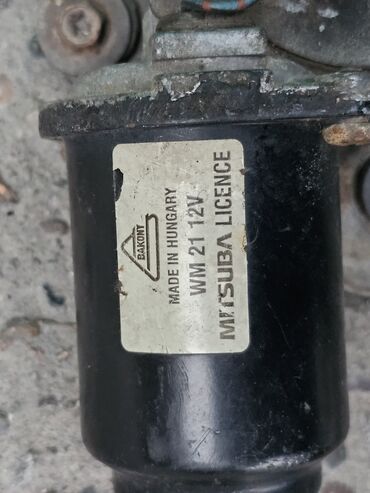 BAKONY
MADE IN HUNGARY
WM 21 12V
MITSUBA LICENCE